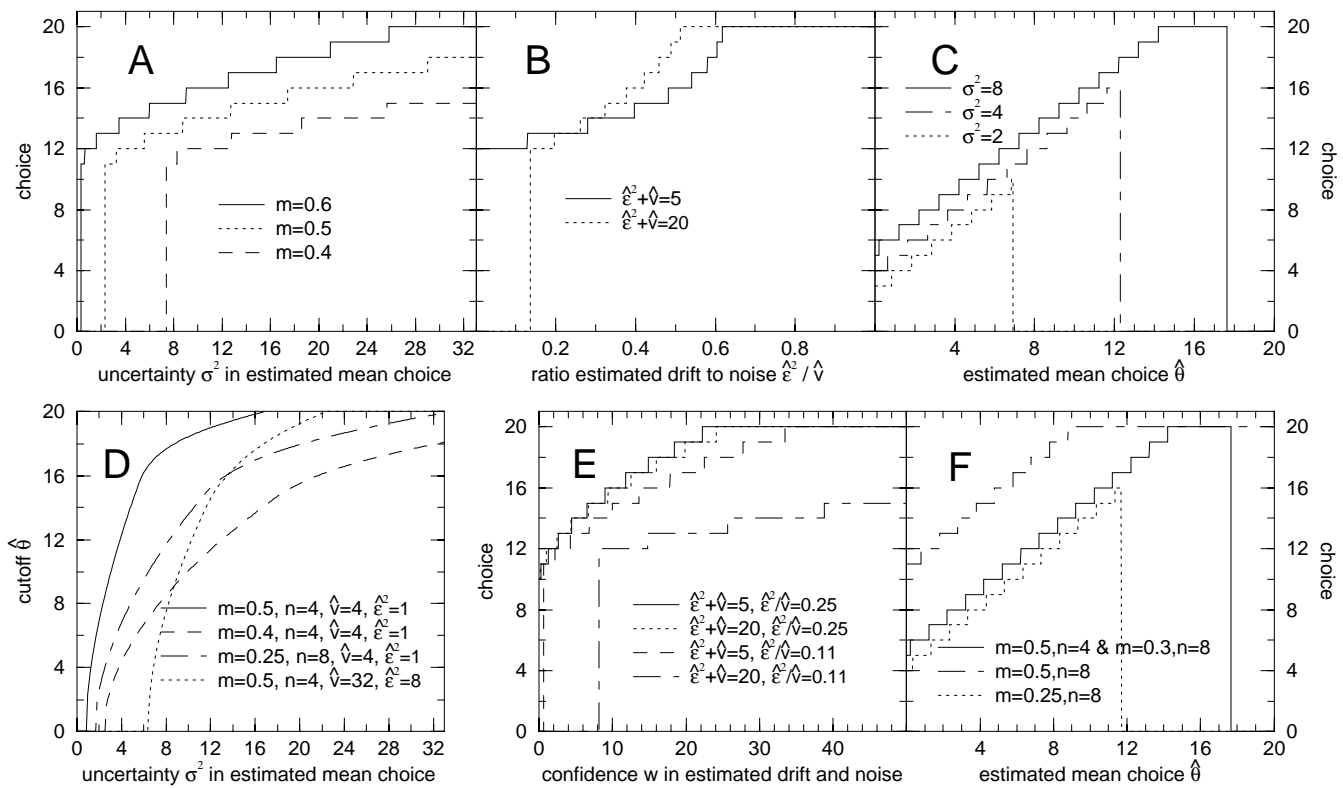 20
16
12
8
4
0
choice
A
m=0.6
m=0.5
m=0.4
0 4 8 12 16 20 24 28 32
uncertainty σ² in estimated mean choice
B
ε̂²+v̂=5
ε̂²+v̂=20
0.2 0.4 0.6 0.8
ratio estimated drift to noise ε̂² / v̂
C
σ²=8
σ²=4
σ²=2
4 8 12 16 20
estimated mean choice θ̂
20
16
12
8
4
0
choice
20
16
12
8
4
0
cutoff θ̂
D
m=0.5, n=4, v̂=4, ε̂²=1
m=0.4, n=4, v̂=4, ε̂²=1
m=0.25, n=8, v̂=4, ε̂²=1
m=0.5, n=4, v̂=32, ε̂²=8
0 4 8 12 16 20 24 28 32
uncertainty σ² in estimated mean choice
20
16
12
8
4
0
choice
E
ε̂²+v̂=5, ε̂²/v̂=0.25
ε̂²+v̂=20, ε̂²/v̂=0.25
ε̂²+v̂=5, ε̂²/v̂=0.11
ε̂²+v̂=20, ε̂²/v̂=0.11
0 10 20 30 40
confidence w in estimated drift and noise
F
m=0.5,n=4 & m=0.3,n=8
m=0.5,n=8
m=0.25,n=8
4 8 12 16 20
estimated mean choice θ̂
20
16
12
8
4
0
choice